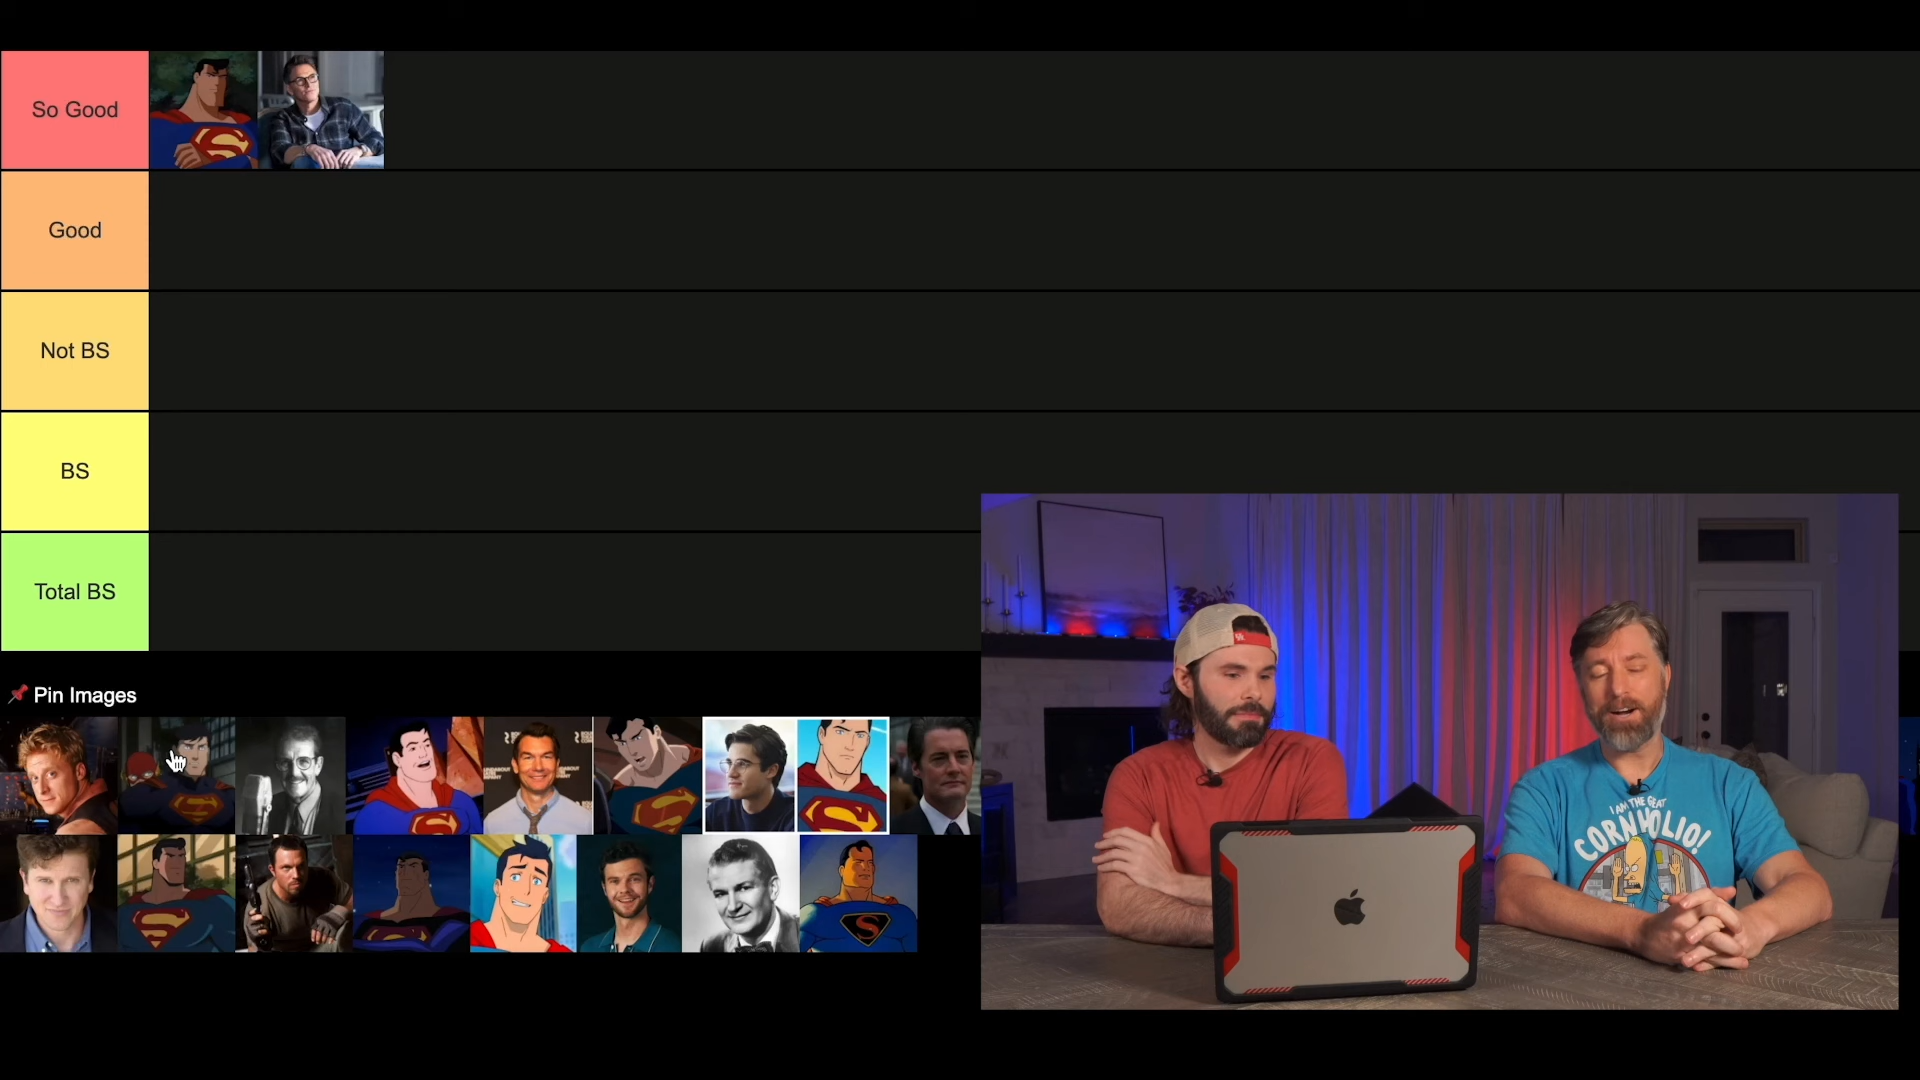 So Good
Good
Not BS
BS
Total BS
Pin Images
I AM THE GREAT
CORNHOLIO!